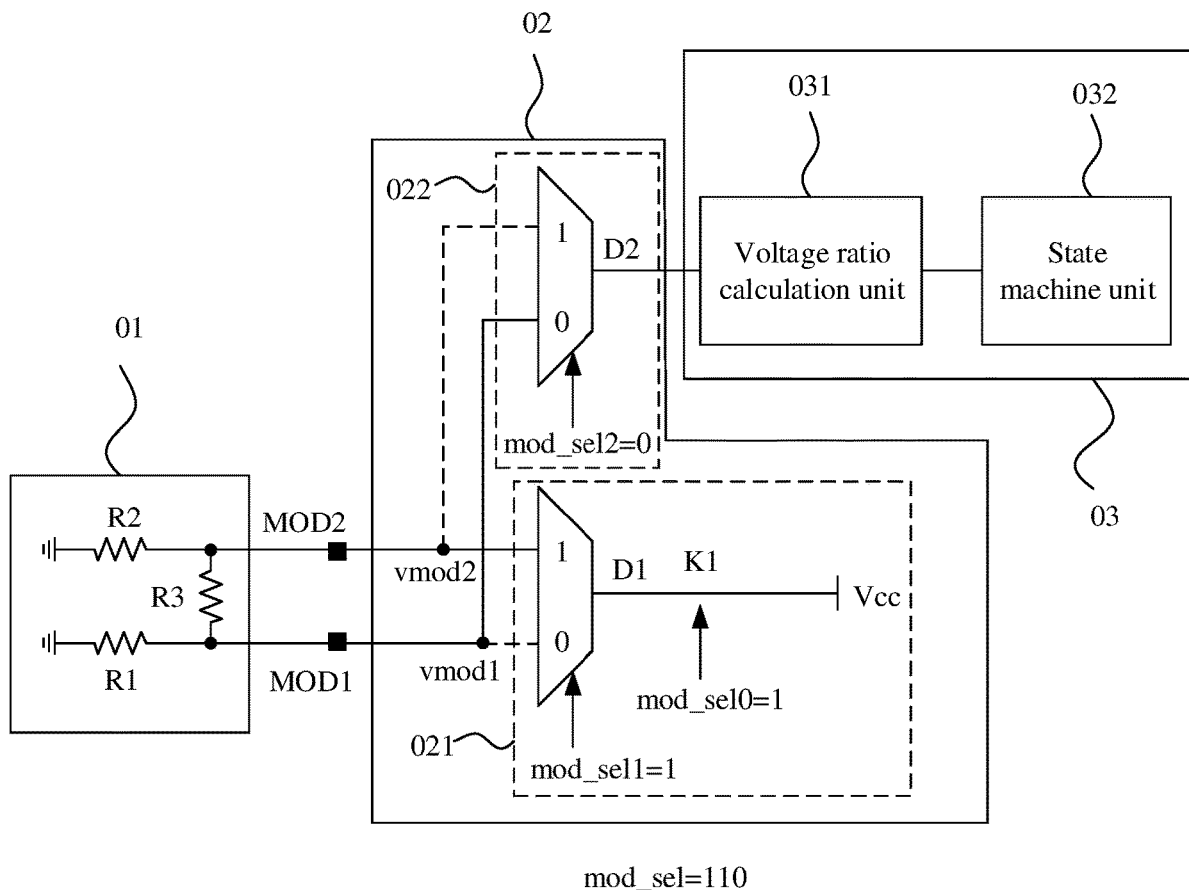 02
031
032
022
1
D2
Voltage ratio
calculation unit
State
machine unit
0
01
mod_sel2=0
03
R2
MOD2
1
D1
K1
vmod2
R3
Vcc
0
R1
MOD1
vmod1
mod_sel0=1
021
mod_sel1=1
mod_sel=110